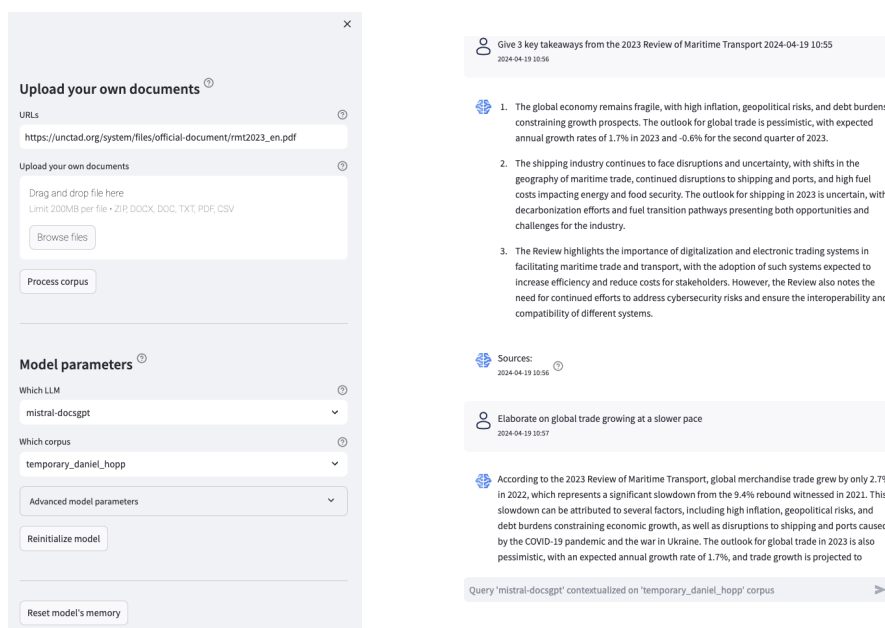 ×
Upload your own documents
URLs
https://unctad.org/system/files/official-document/rmt2023_en.pdf
Upload your own documents
Drag and drop file here
Limit 200MB per file • ZIP, DOCX, DOC, TXT, PDF, CSV
Browse files
Process corpus
Model parameters
Which LLM
mistral-docsgpt
Which corpus
temporary_daniel_hopp
Advanced model parameters
Reinitialize model
Reset model's memory
Give 3 key takeaways from the 2023 Review of Maritime Transport 2024-04-19 10:55
2024-04-19 10:56
1. The global economy remains fragile, with high inflation, geopolitical risks, and debt burdens
constraining growth prospects. The outlook for global trade is pessimistic, with expected
annual growth rates of 1.7% in 2023 and -0.6% for the second quarter of 2023.
2. The shipping industry continues to face disruptions and uncertainty, with shifts in the
geography of maritime trade, continued disruptions to shipping and ports, and high fuel
costs impacting energy and food security. The outlook for shipping in 2023 is uncertain, with
decarbonization efforts and fuel transition pathways presenting both opportunities and
challenges for the industry.
3. The Review highlights the importance of digitalization and electronic trading systems in
facilitating maritime trade and transport, with the adoption of such systems expected to
increase efficiency and reduce costs for stakeholders. However, the Review also notes the
need for continued efforts to address cybersecurity risks and ensure the interoperability and
compatibility of different systems.
Sources:
2024-04-19 10:56
Elaborate on global trade growing at a slower pace
2024-04-19 10:57
According to the 2023 Review of Maritime Transport, global merchandise trade grew by only 2.7%
in 2022, which represents a significant slowdown from the 9.4% rebound witnessed in 2021. This
slowdown can be attributed to several factors, including high inflation, geopolitical risks, and
debt burdens constraining economic growth, as well as disruptions to shipping and ports caused
by the COVID-19 pandemic and the war in Ukraine. The outlook for global trade in 2023 is also
pessimistic, with an expected annual growth rate of 1.7%, and trade growth is projected to
Query 'mistral-docsgpt' contextualized on 'temporary_daniel_hopp' corpus